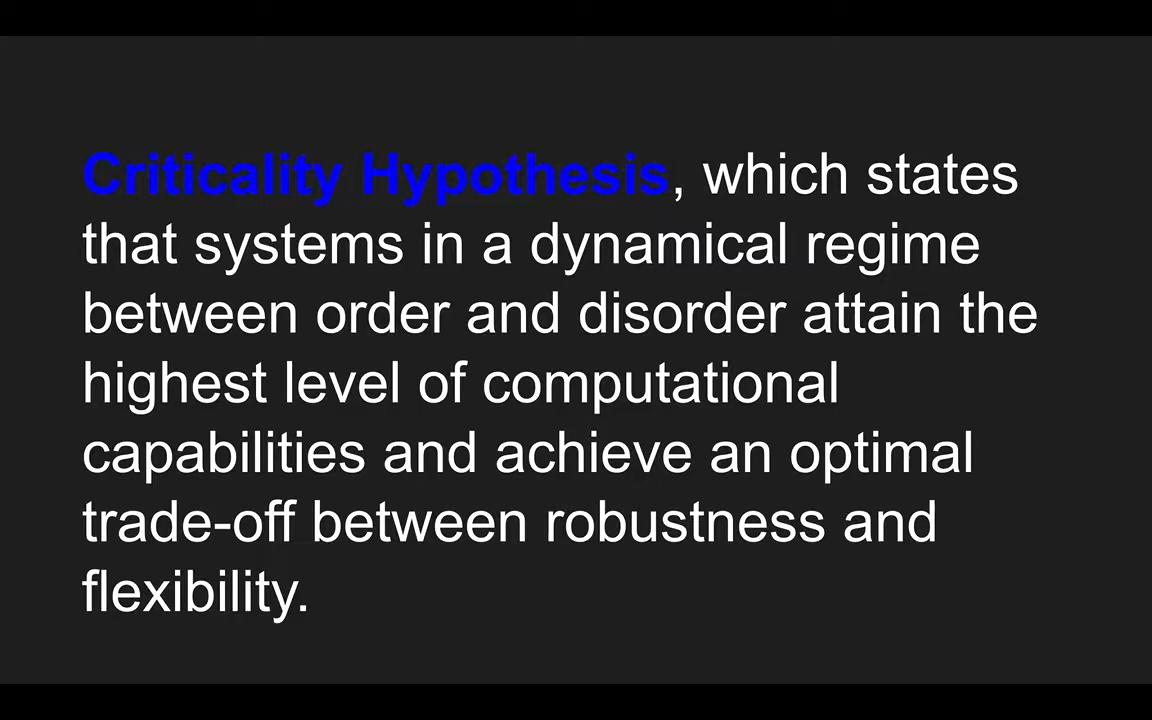 Criticality Hypothesis, which states
that systems in a dynamical regime
between order and disorder attain the
highest level of computational
capabilities and achieve an optimal
trade-off between robustness and
flexibility.